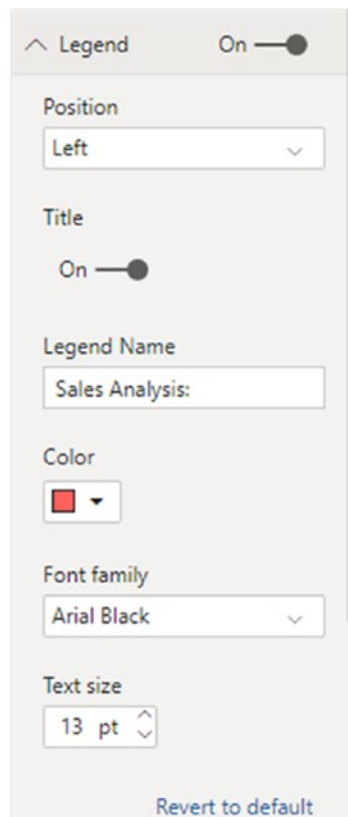 Legend On
Position
Left
Title
On
Legend Name
Sales Analysis:
Color
Font family
Arial Black
Text size
13 pt
Revert to default